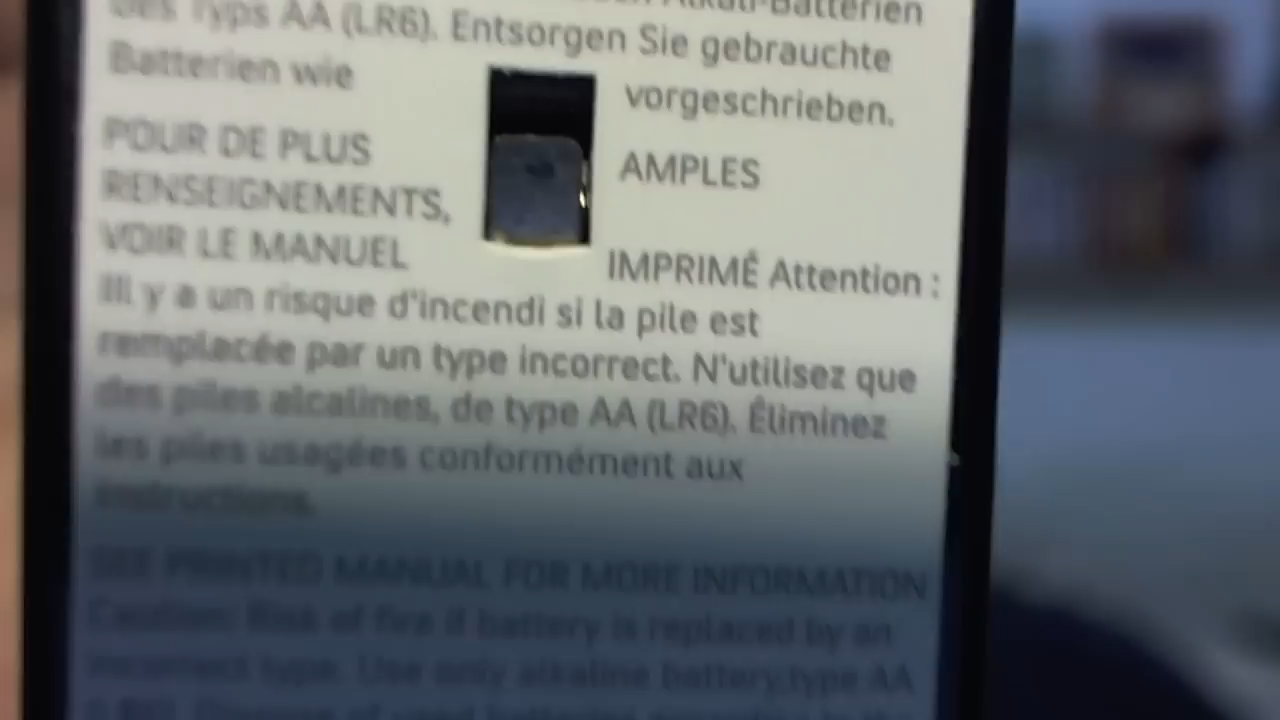 des Typs AA (LR6). Entsorgen Sie gebrauchte
Batterien wie vorgeschrieben.
POUR DE PLUS AMPLES
RENSEIGNEMENTS,
VOIR LE MANUEL IMPRIMÉ Attention :
Ill y a un risque d'incendi si la pile est
remplacée par un type incorrect. N'utilisez que
des piles alcalines, de type AA (LR6). Éliminez
les piles usagées conformément aux
instructions.
SEE PRINTED MANUAL FOR MORE INFORMATION
Caution: Risk of fire if battery is replaced by an
incorrect type. Use only alkaline battery,type AA